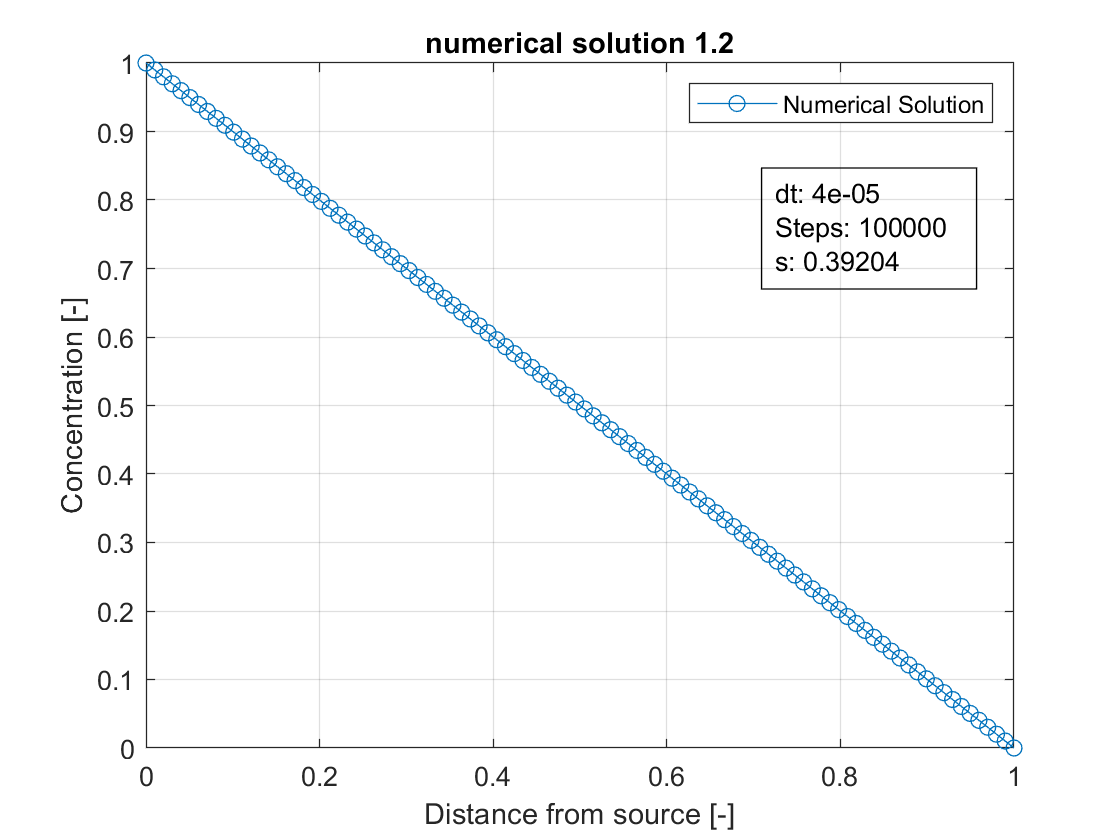 numerical solution 1.2
Numerical Solution
dt: 4e-05
Steps: 100000
s: 0.39204
Concentration [-]
1
0.9
0.8
0.7
0.6
0.5
0.4
0.3
0.2
0.1
0
0 0.2 0.4 0.6 0.8 1
Distance from source [-]